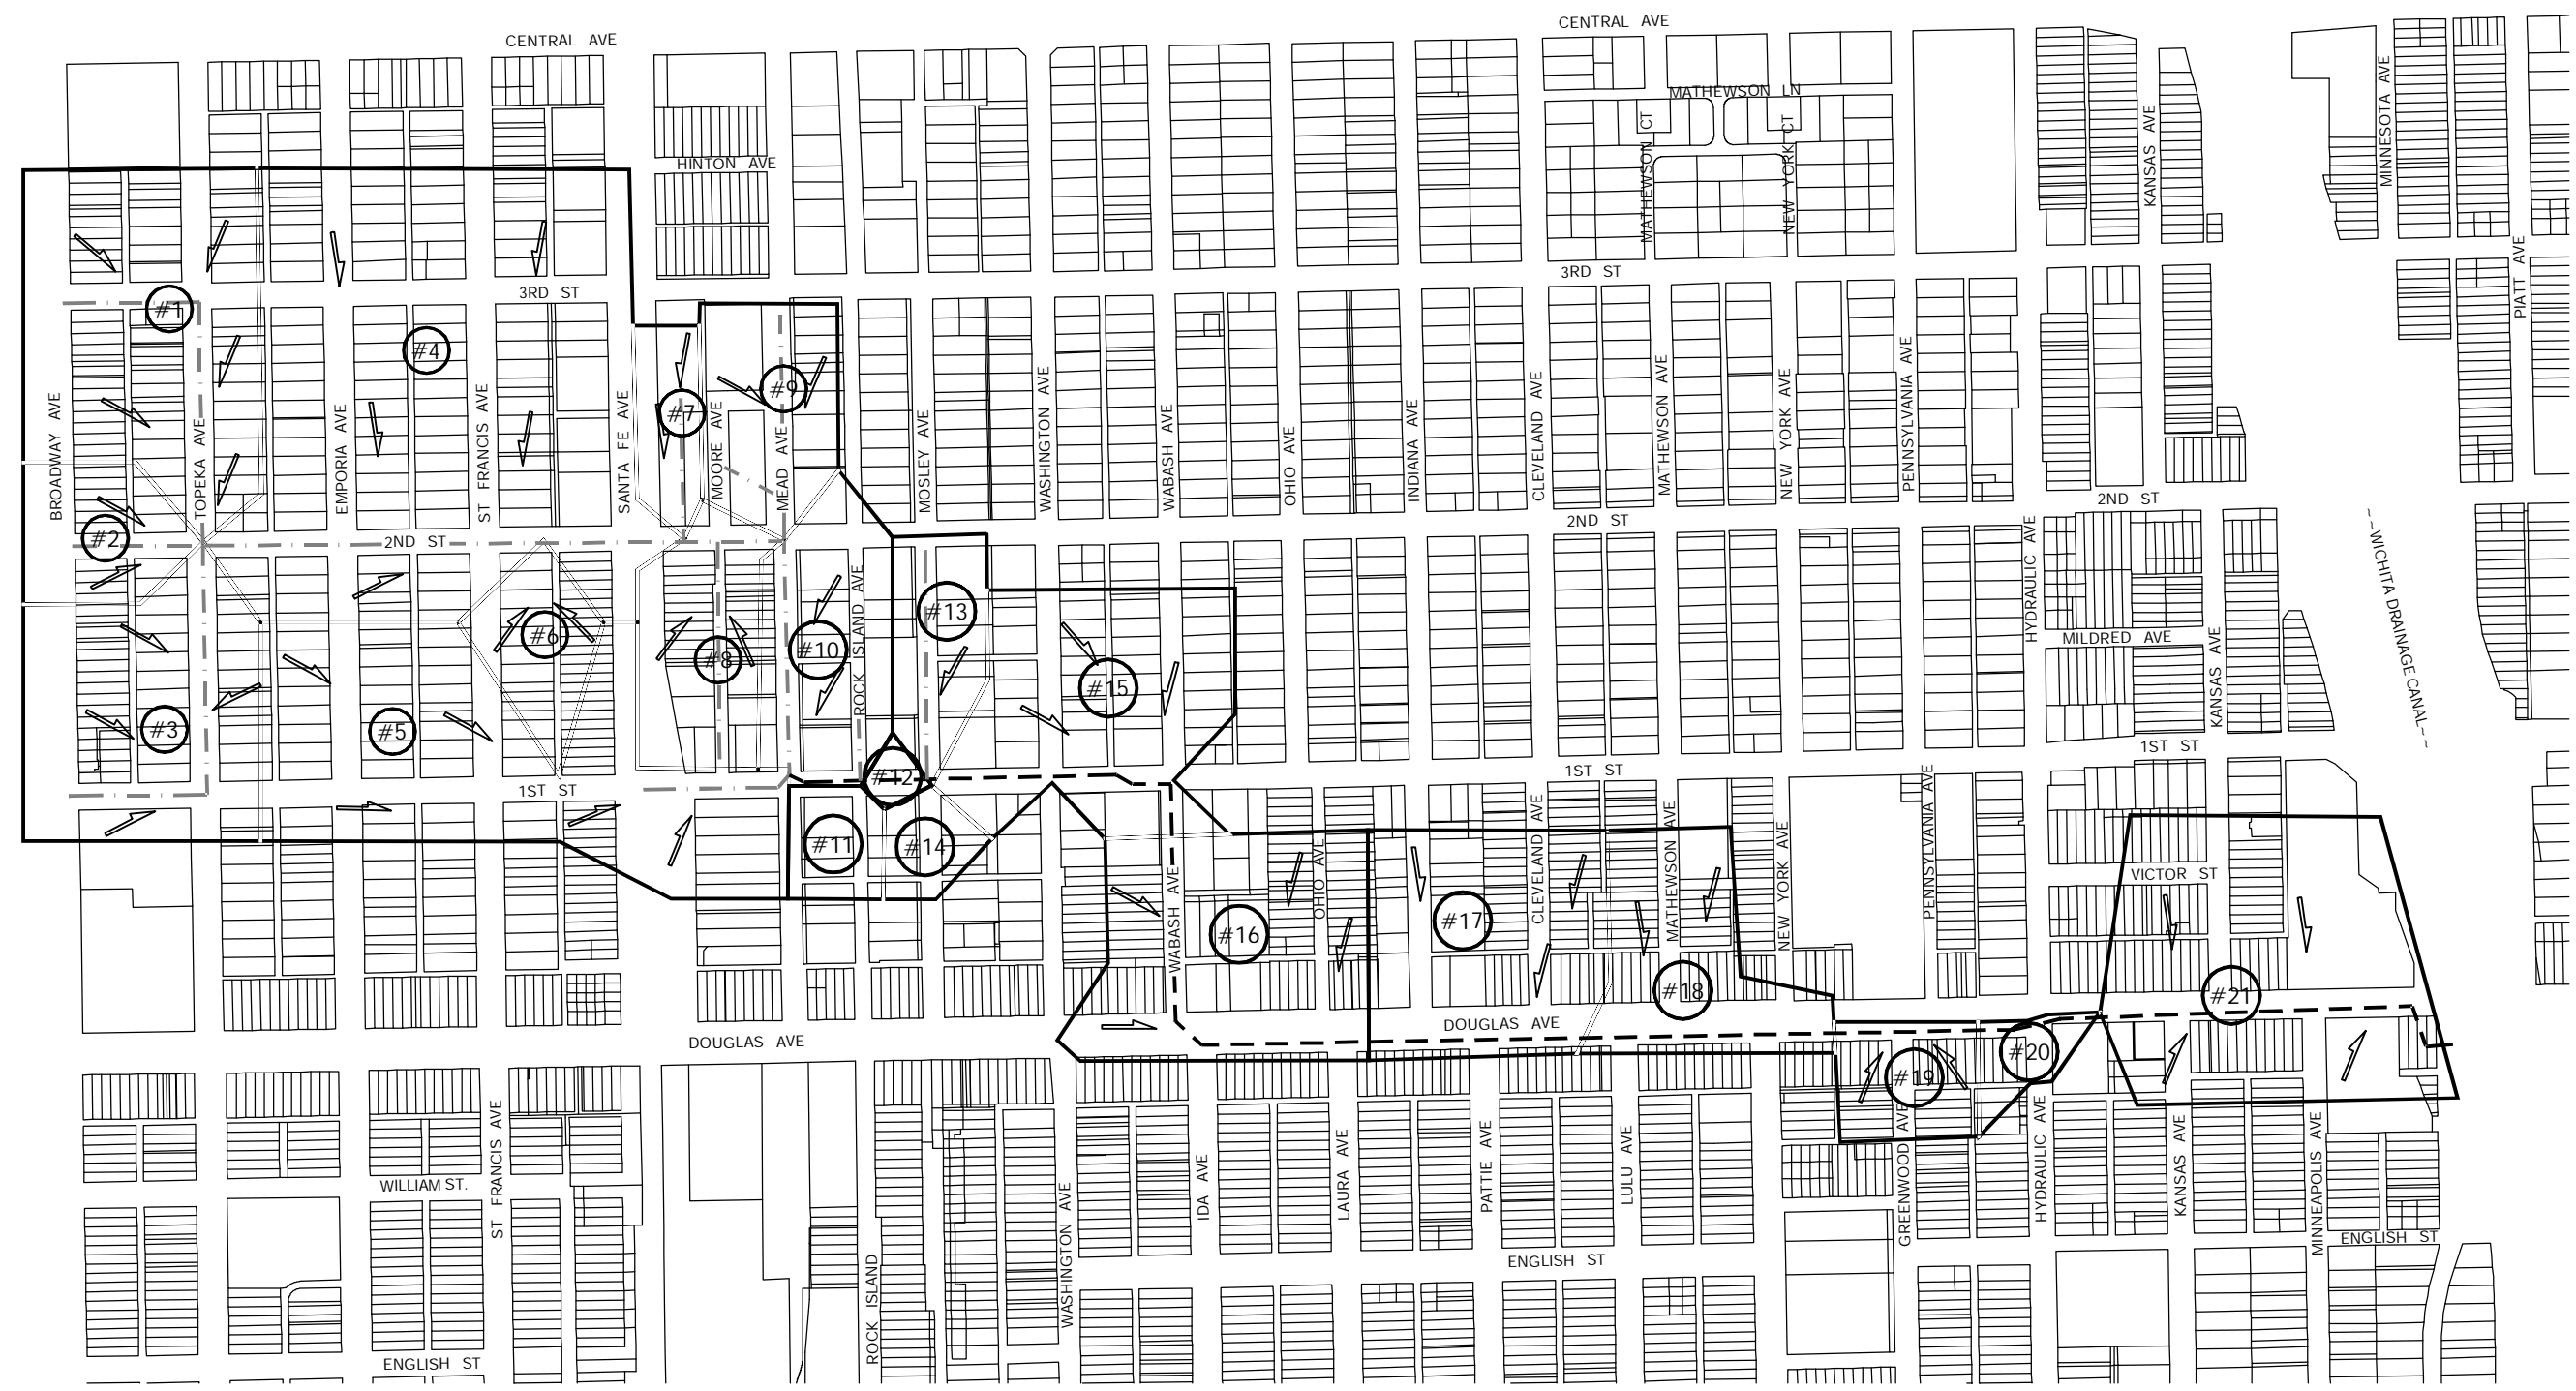 CENTRAL AVE
CENTRAL AVE
MATHEWSON LN
MATHEWSON CT
NEW YORK CT
KANSAS AVE
MINNESOTA AVE
HINTON AVE
3RD ST
3RD ST
PIATT AVE
#1
#4
#7
#9
BROADWAY AVE
TOPEKA AVE
EMPORIA AVE
ST FRANCIS AVE
SANTA FE AVE
MOORE AVE
MEAD AVE
MOSLEY AVE
WASHINGTON AVE
WABASH AVE
OHIO AVE
INDIANA AVE
CLEVELAND AVE
MATHEWSON AVE
NEW YORK AVE
PENNSYLVANIA AVE
2ND ST
2ND ST
2ND ST
#2
HYDRAULIC AVE
~~WICHITA DRAINAGE CANAL~~
#13
#6
#8
#10
ROCK ISLAND AVE
MILDRED AVE
KANSAS AVE
#15
#3
#5
1ST ST
1ST ST
1ST ST
#12
#11
#14
WABASH AVE
OHIO AVE
CLEVELAND AVE
MATHEWSON AVE
NEW YORK AVE
PENNSYLVANIA AVE
VICTOR ST
#16
#17
#18
#21
DOUGLAS AVE
DOUGLAS AVE
#19
#20
ST FRANCIS AVE
WILLIAM ST.
ROCK ISLAND
WASHINGTON AVE
IDA AVE
LAURA AVE
PATTIE AVE
LULU AVE
GREENWOOD AVE
HYDRAULIC AVE
KANSAS AVE
MINNEAPOLIS AVE
ENGLISH ST
ENGLISH ST
ENGLISH ST